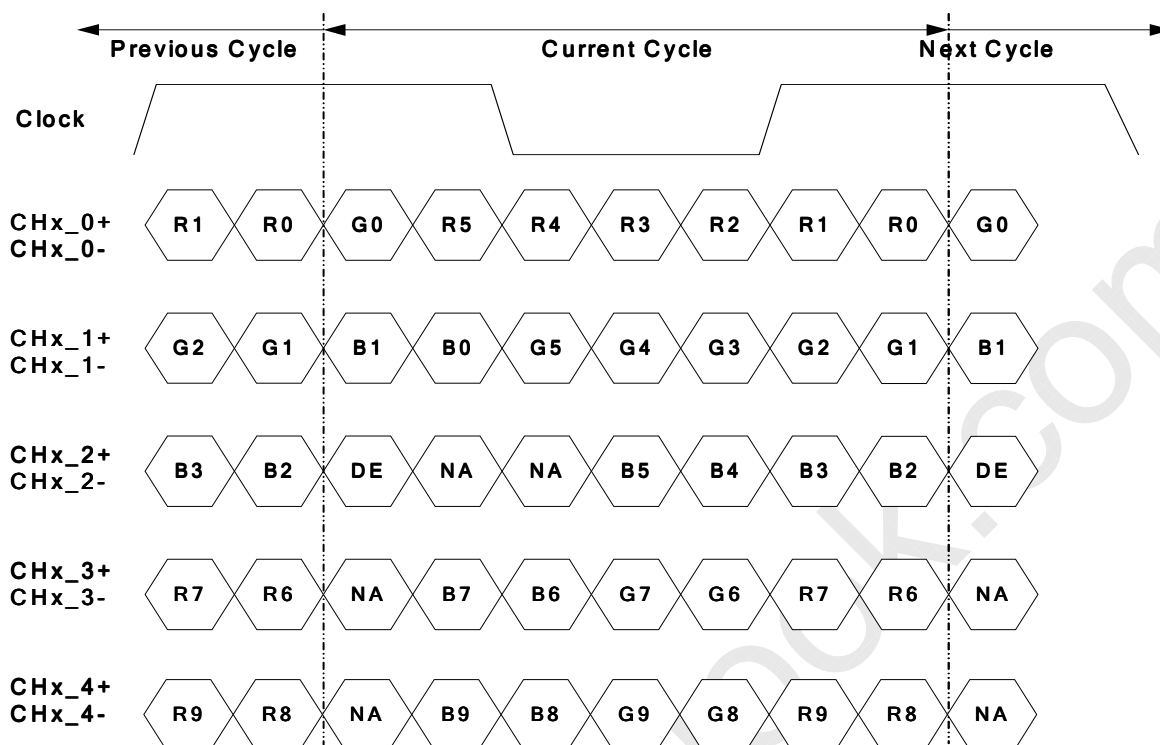 Previous Cycle Current Cycle Next Cycle
Clock
CHx_0+ R1 R0 G0 R5 R4 R3 R2 R1 R0 G0
CHx_0-
CHx_1+ G2 G1 B1 B0 G5 G4 G3 G2 G1 B1
CHx_1-
CHx_2+ B3 B2 DE NA NA B5 B4 B3 B2 DE
CHx_2-
CHx_3+ R7 R6 NA B7 B6 G7 G6 R7 R6 NA
CHx_3-
CHx_4+ R9 R8 NA B9 B8 G9 G8 R9 R8 NA
CHx_4-